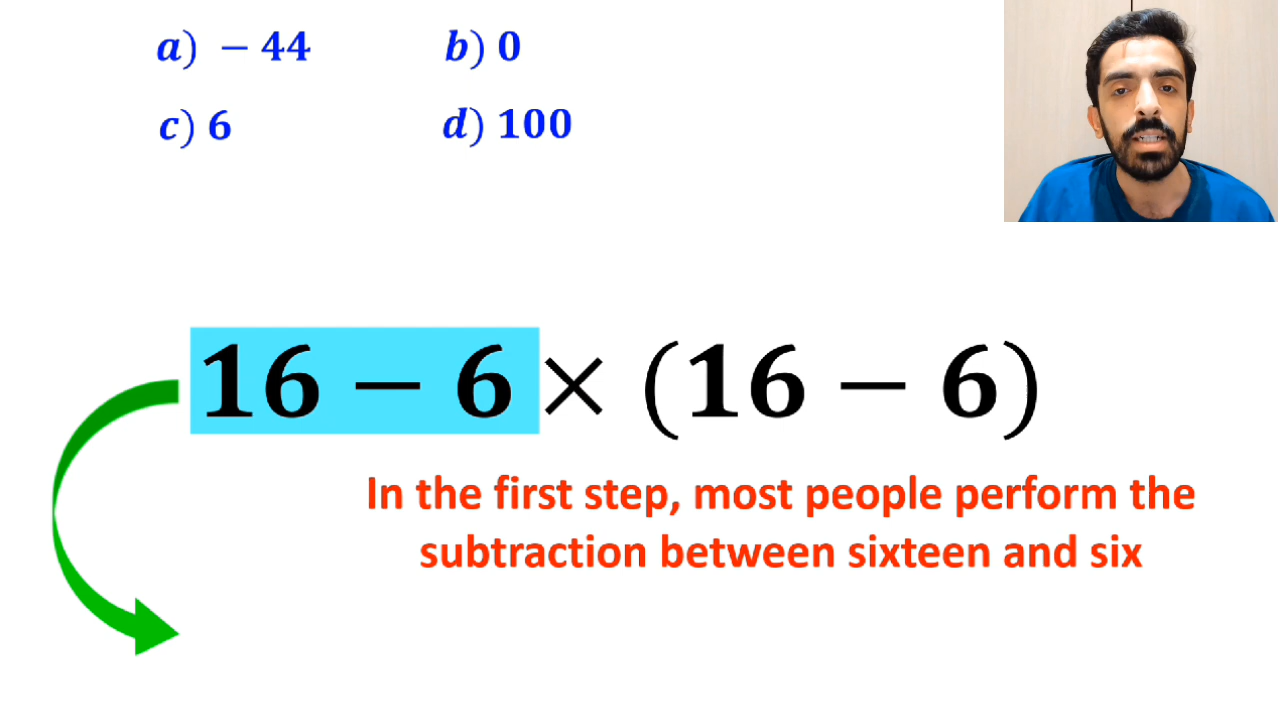 a) − 44 b) 0
c) 6 d) 100
16 − 6 × (16 − 6)
In the first step, most people perform the
subtraction between sixteen and six